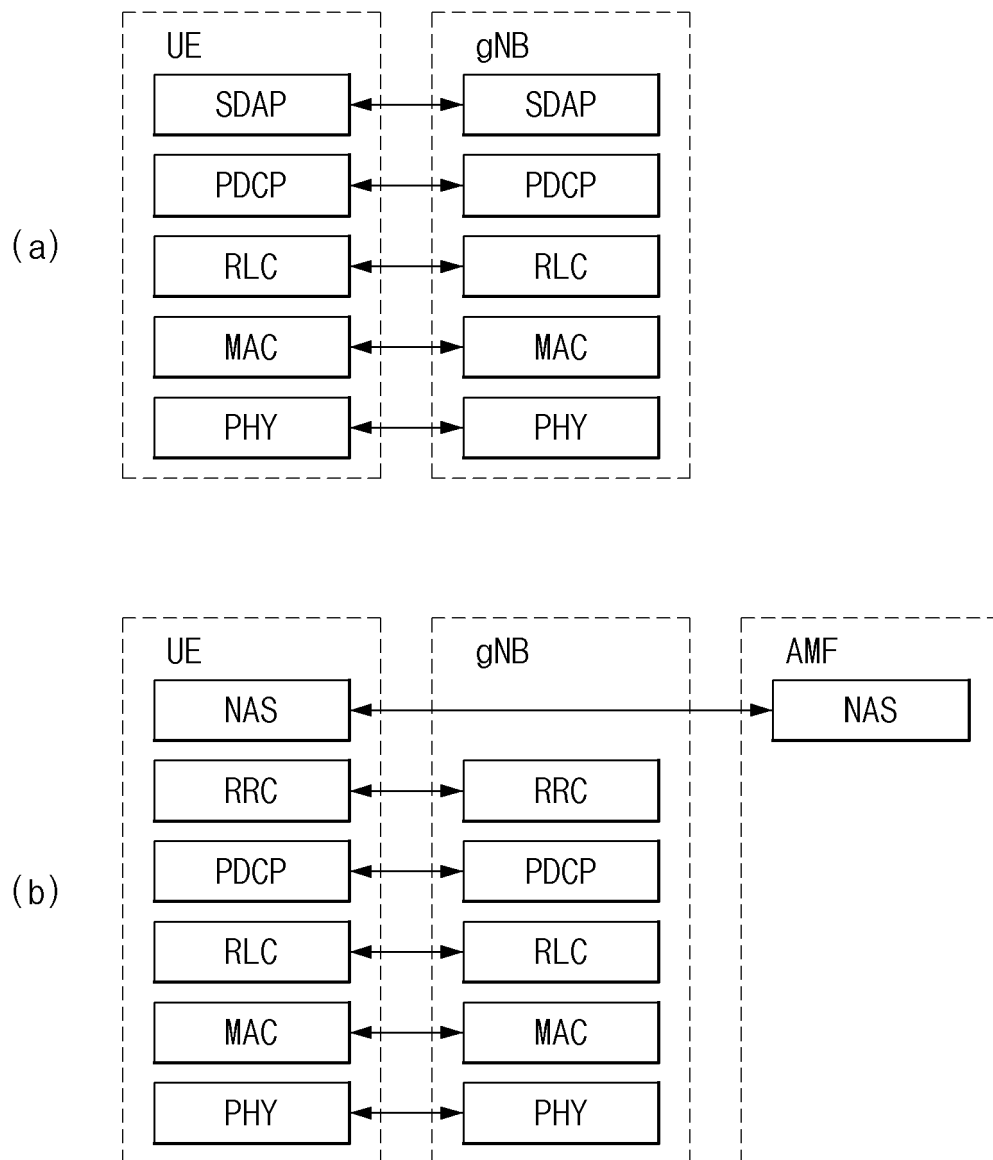 UE gNB
SDAP SDAP
PDCP PDCP
(a)
RLC RLC
MAC MAC
PHY PHY
UE gNB AMF
NAS NAS
RRC RRC
PDCP PDCP
(b)
RLC RLC
MAC MAC
PHY PHY